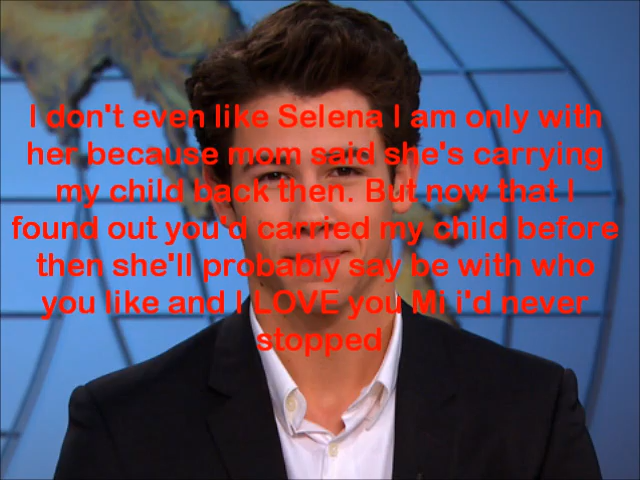 I don't even like Selena I am only with
her because mom said she's carrying
my child back then. But now that I
found out you'd carried my child before
then she'll probably say be with who
you like and I LOVE you Mi i'd never
stopped